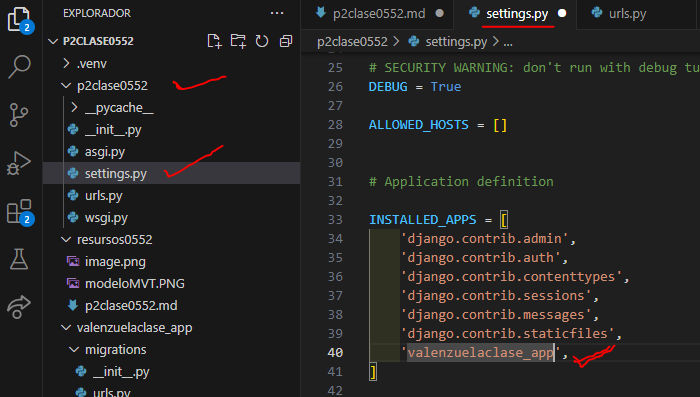 EXPLORADOR
P2CLASE0552
.venv
p2clase0552
__pycache__
__init__.py
asgi.py
settings.py
urls.py
wsgi.py
resursos0552
image.png
modeloMVT.PNG
p2clase0552.md
valenzuelaclase_app
migrations
__init__.py
urls.py
2
2
p2clase0552.md
settings.py
urls.py
p2clase0552 > settings.py > ...
25 # SECURITY WARNING: don't run with debug tu
26 DEBUG = True
27
28 ALLOWED_HOSTS = []
29
30
31 # Application definition
32
33 INSTALLED_APPS = [
34 'django.contrib.admin',
35 'django.contrib.auth',
36 'django.contrib.contenttypes',
37 'django.contrib.sessions',
38 'django.contrib.messages',
39 'django.contrib.staticfiles',
40 'valenzuelaclase_app',
41 ]
42